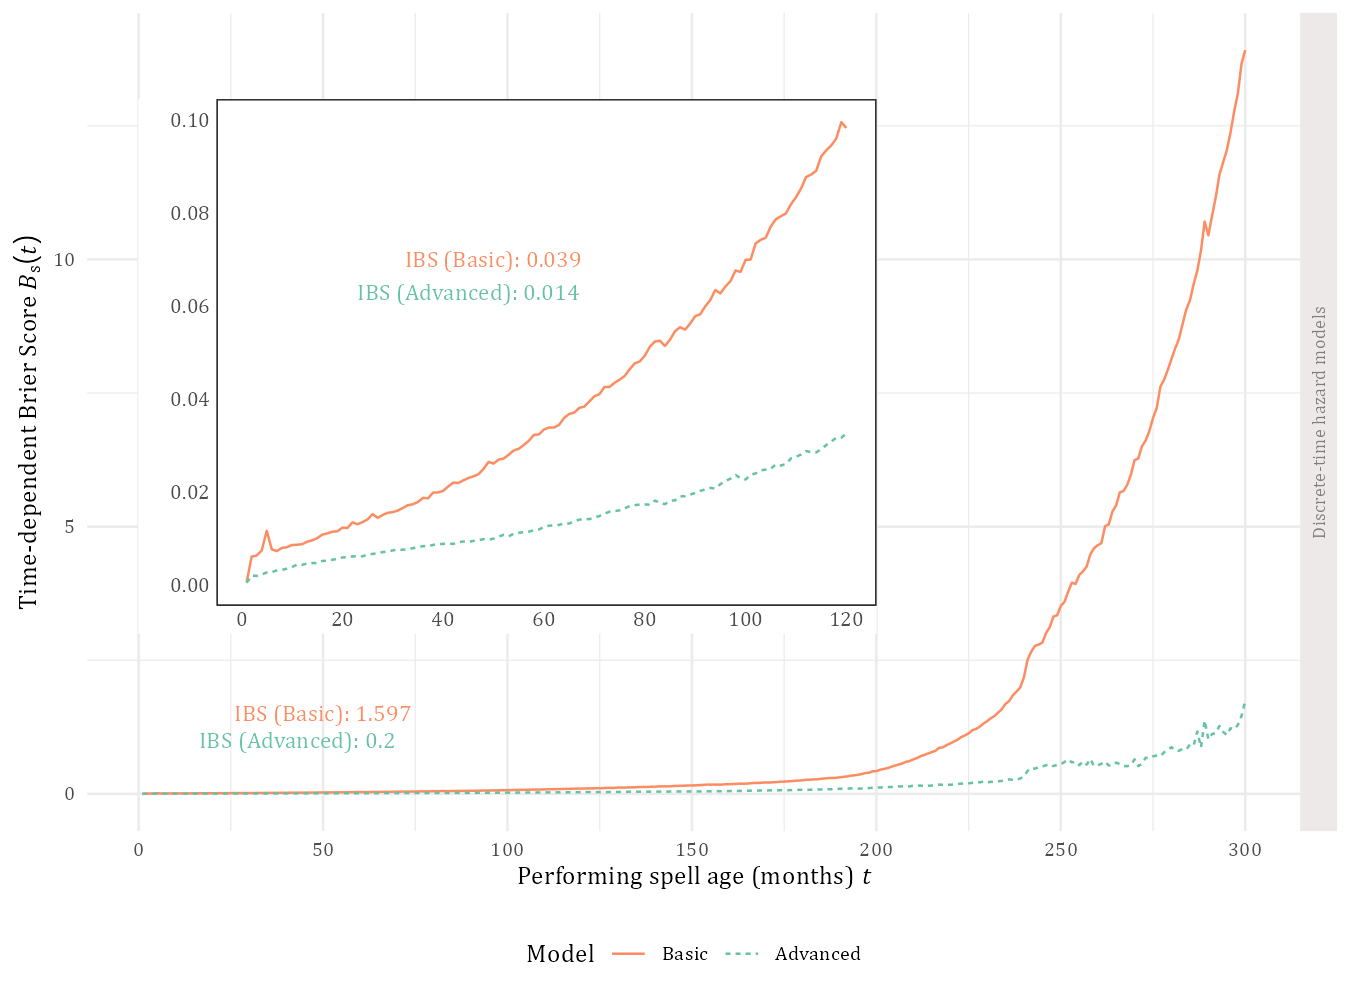 Time-dependent Brier Score Bs(t)
10
5
0
0.10
0.08
0.06
0.04
0.02
0.00
IBS (Basic): 0.039
IBS (Advanced): 0.014
0 20 40 60 80 100 120
IBS (Basic): 1.597
IBS (Advanced): 0.2
Discrete-time hazard models
0 50 100 150 200 250 300
Performing spell age (months) t
Model Basic Advanced